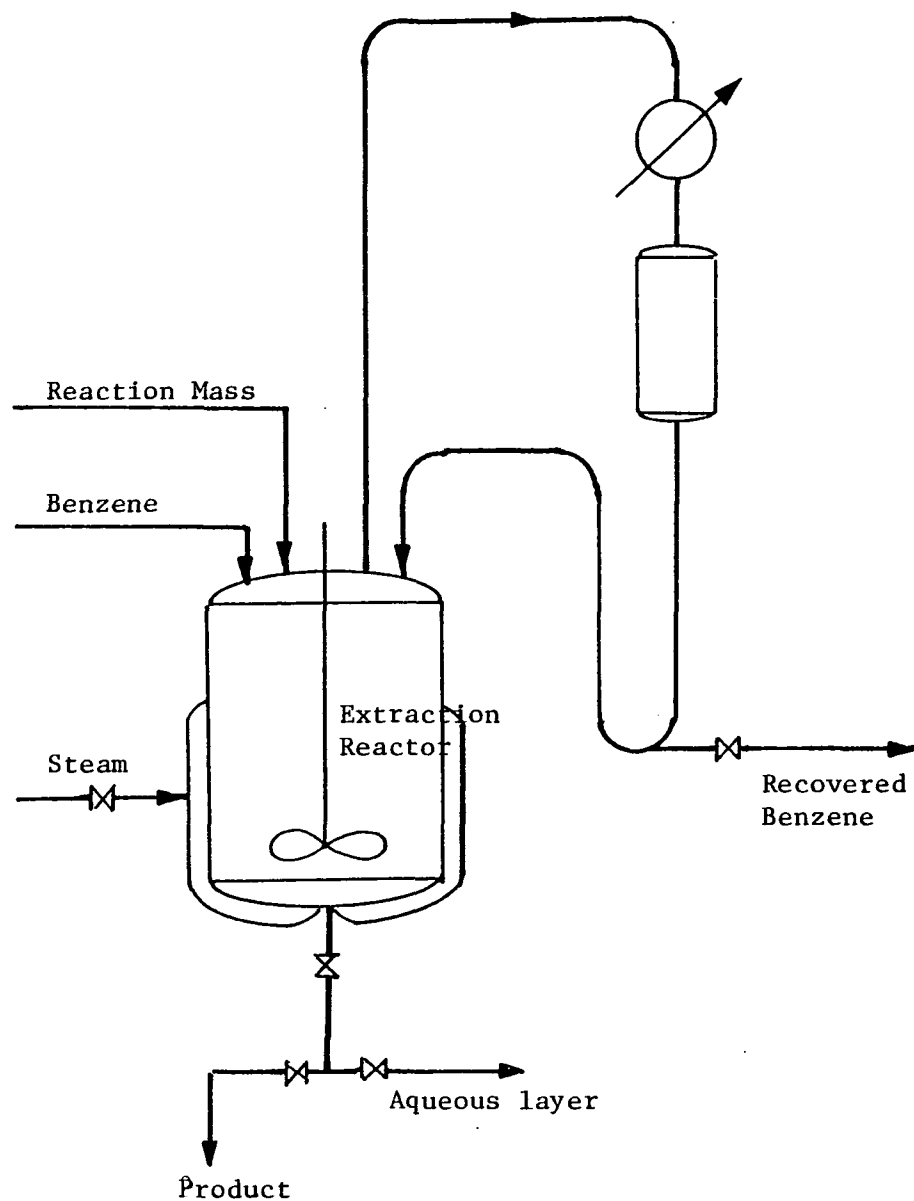 Reaction Mass
Benzene
Extraction
Reactor
Steam
Recovered
Benzene
Aqueous layer
Product